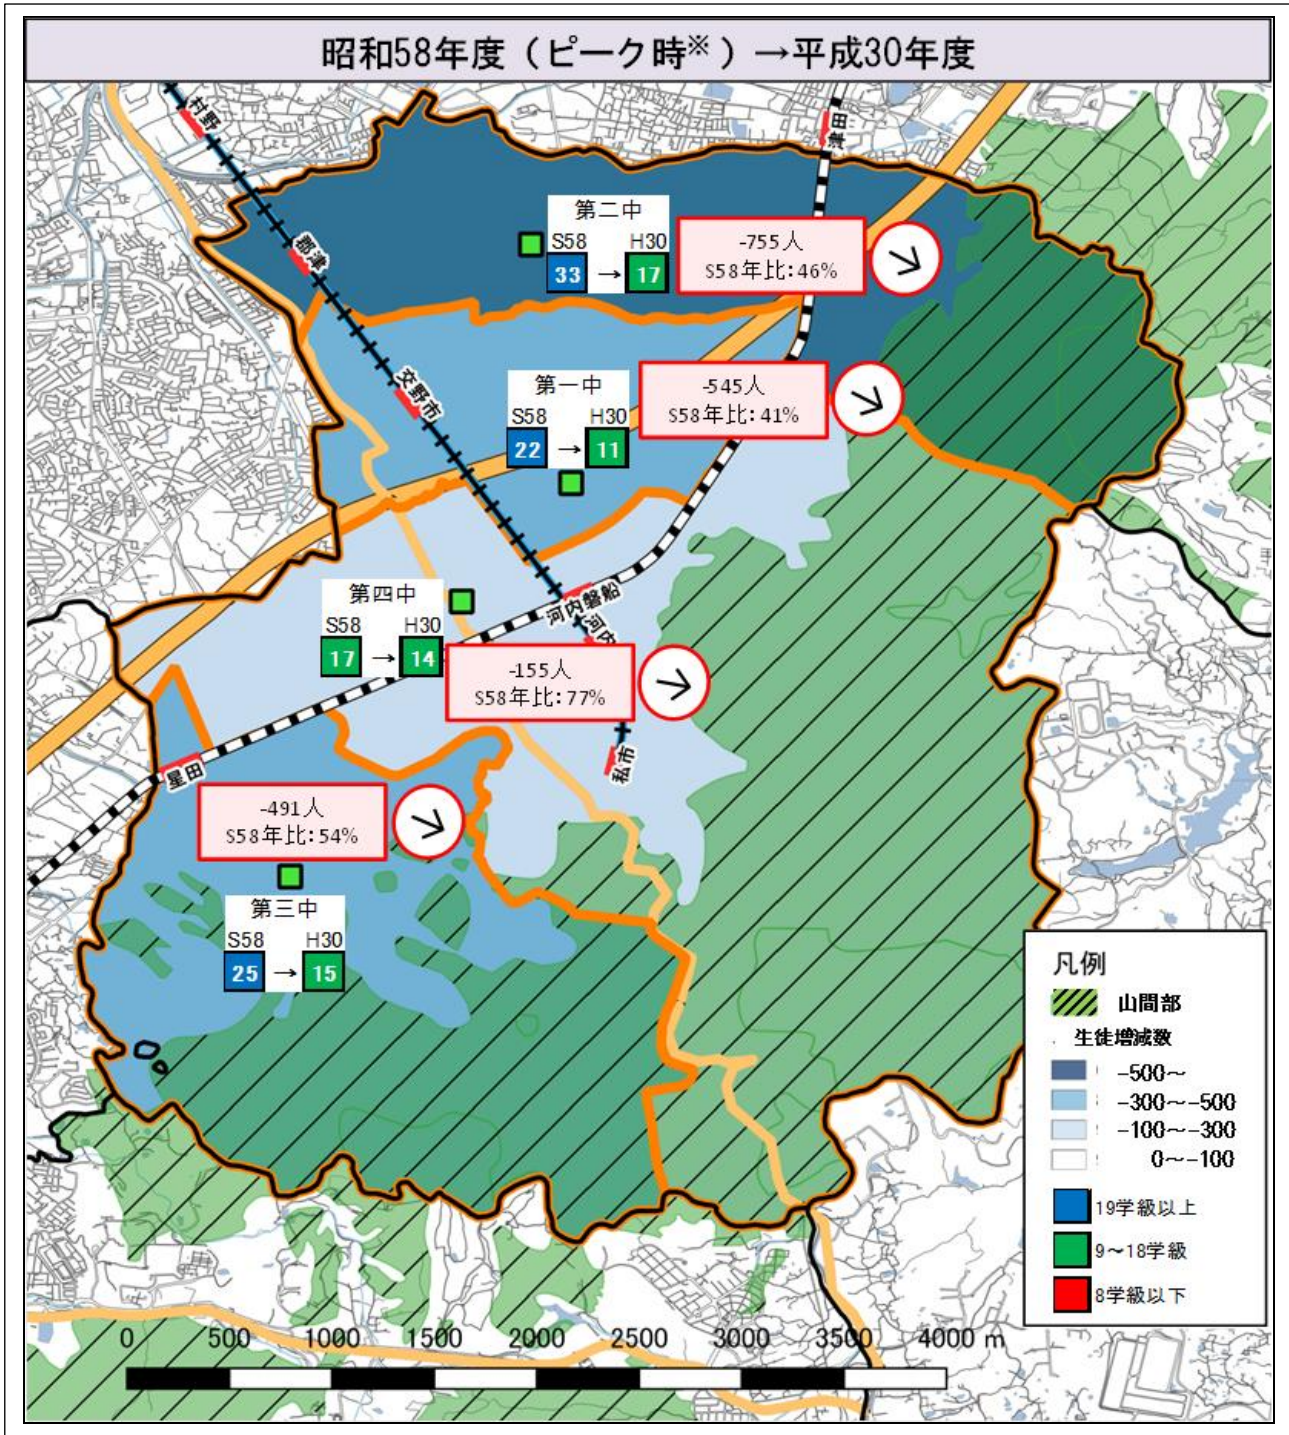 昭和58年度（ピーク時※）→平成30年度
村野
津田
郡津
第二中
S58 H30
33 → 17
-755人
S58年比:46%
交野市
第一中
S58 H30
22 → 11
-545人
S58年比:41%
第四中
S58 H30
17 → 14
河内磐船
河内
-155人
S58年比:77%
私市
星田
-491人
S58年比:54%
第三中
S58 H30
25 → 15
凡例
山間部
生徒増減数
-500～
-300～-500
-100～-300
0～-100
19学級以上
9～18学級
8学級以下
0 500 1000 1500 2000 2500 3000 3500 4000 m